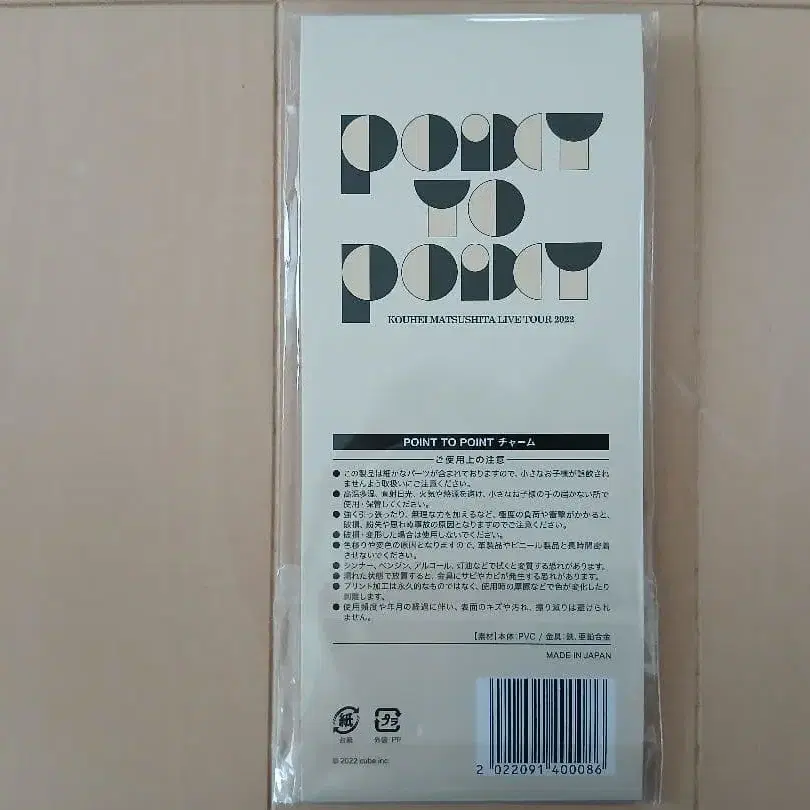 POINT
TO
POINT
KOUHEI MATSUSHITA LIVE TOUR 2022
POINT TO POINT チャーム
ご使用上の注意
● この製品は細かなパーツが含まれておりますので、小さなお子様が誤飲され
ませんよう取扱いにご注意ください。
● 高温多湿、直射日光、火気や熱源を避け、小さなお子様の手の届かない所で
使用・保管してください。
● 強く引っ張ったり、無理な力を加えるなど、極度の負荷や衝撃がかかると、
破損、紛失や思わぬ事故の原因となりますのでご注意ください。
● 破損・変形した場合は使用しないでください。
● 色移りや変色の原因となりますので、革製品やビニール製品と長時間密着
させないでください。
● シンナー、ベンジン、アルコール、灯油などで拭くと変質する恐れがあります。
● 濡れた状態で放置すると、金具にサビやカビが発生する恐れがあります。
● プリント加工は永久的なものではなく、使用時の摩擦などで色が変化したり
剥離します。
● 使用頻度や年月の経過に伴い、表面のキズや汚れ、擦り減りは避けられ
ません。
【素材】本体:PVC / 金具:鉄、亜鉛合金
MADE IN JAPAN
紙
台紙
プラ
外袋:PP
© 2022 cube inc.
2 022091 400086